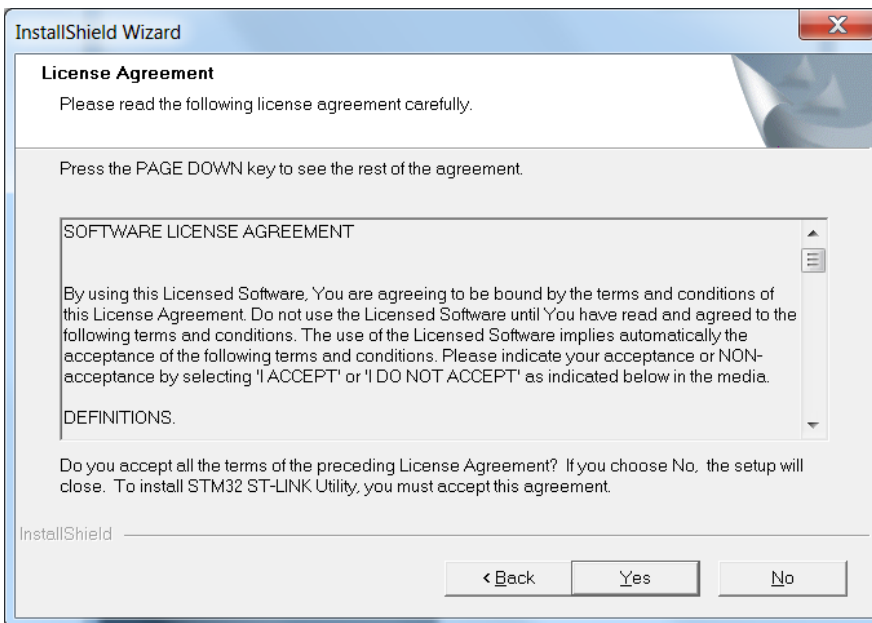 InstallShield Wizard
License Agreement
Please read the following license agreement carefully.
Press the PAGE DOWN key to see the rest of the agreement.
SOFTWARE LICENSE AGREEMENT
By using this Licensed Software, You are agreeing to be bound by the terms and conditions of
this License Agreement. Do not use the Licensed Software until You have read and agreed to the
following terms and conditions. The use of the Licensed Software implies automatically the
acceptance of the following terms and conditions. Please indicate your acceptance or NON-
acceptance by selecting 'I ACCEPT' or 'I DO NOT ACCEPT' as indicated below in the media.
DEFINITIONS.
Do you accept all the terms of the preceding License Agreement? If you choose No, the setup will
close. To install STM32 ST-LINK Utility, you must accept this agreement.
InstallShield
< Back Yes No